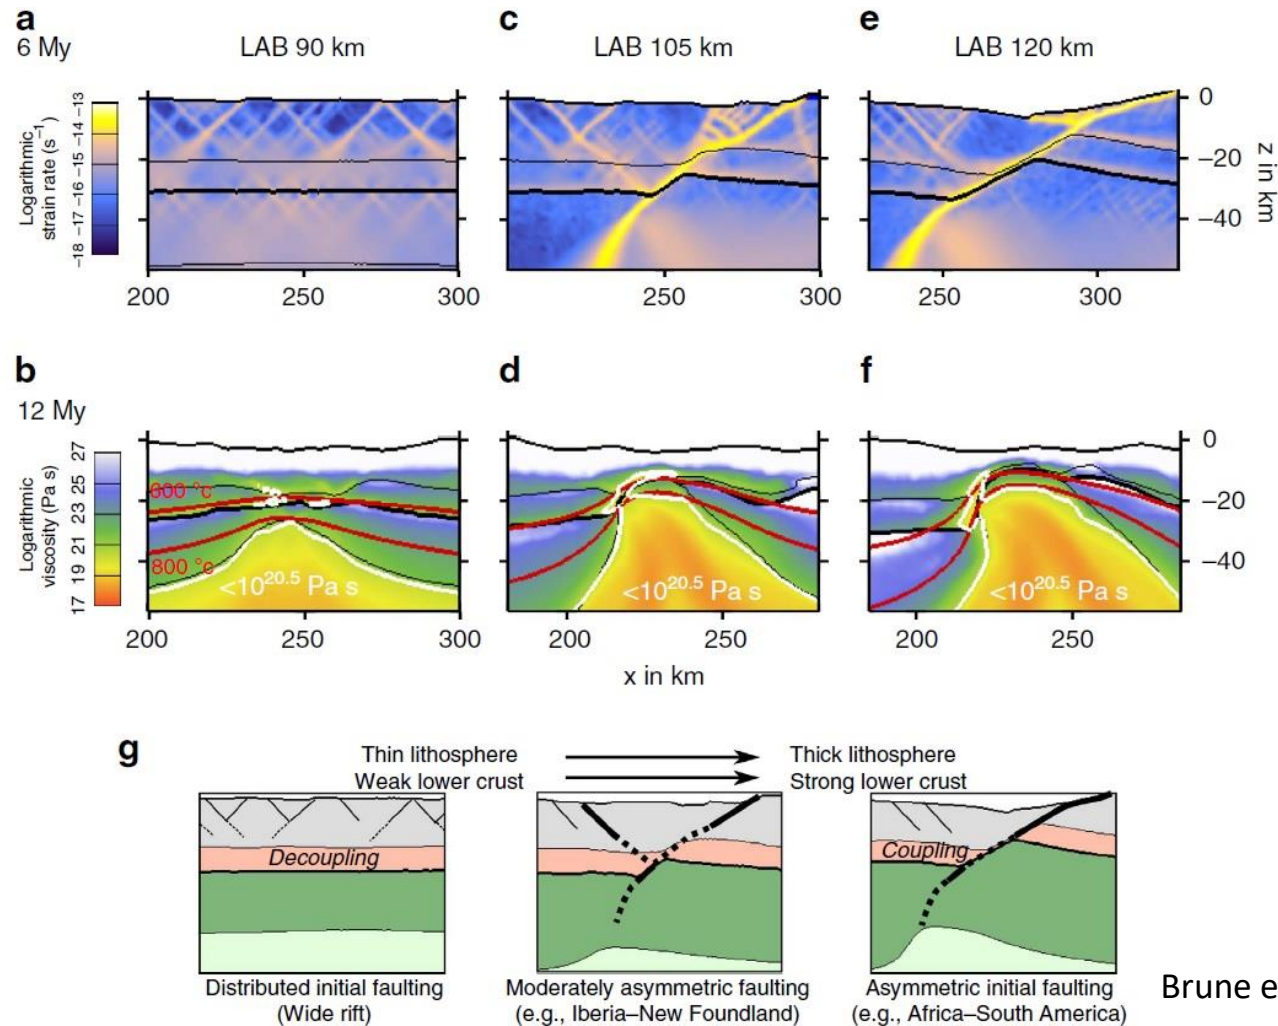 a
c
e
6 My
LAB 90 km
LAB 105 km
LAB 120 km
Logarithmic
strain rate (s⁻¹)
−18 −17 −16 −15 −14 −13
0
−20
−40
z in km
200 250 300
250 300
250 300
b
d
f
12 My
Logarithmic
viscosity (Pa s)
17 19 21 23 25 27
600 °c
800 °c
<10^20.5 Pa s
<10^20.5 Pa s
<10^20.5 Pa s
0
−20
−40
200 250 300
200 250
200 250
x in km
g
Thin lithosphere
Thick lithosphere
Weak lower crust
Strong lower crust
Decoupling
Coupling
Distributed initial faulting
(Wide rift)
Moderately asymmetric faulting
(e.g., Iberia–New Foundland)
Asymmetric initial faulting
(e.g., Africa–South America)
Brune e